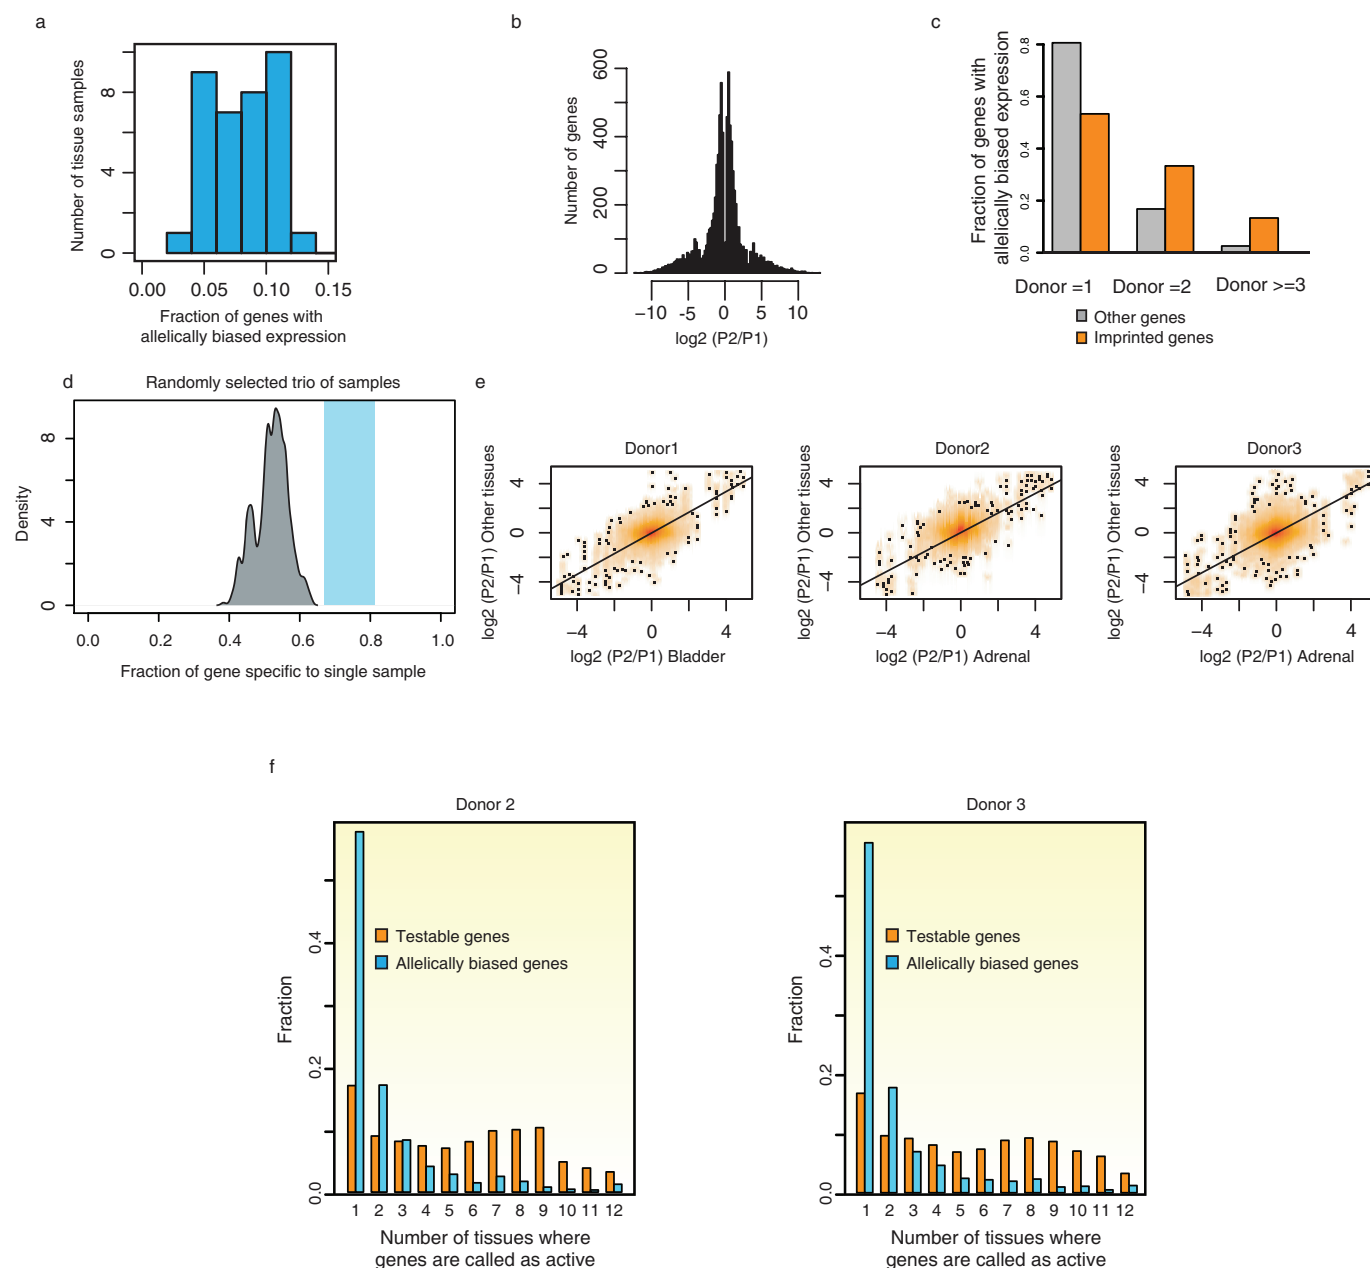 a
Number of tissue samples
0
4
8
0.00
0.05
0.10
0.15
Fraction of genes with
allelically biased expression
b
Number of genes
0
200
400
600
−10
−5
0
5
10
log2 (P2/P1)
c
Fraction of genes with
allelically biased expression
0.0
0.2
0.4
0.6
0.8
Donor =1
Donor =2
Donor >=3
Other genes
Imprinted genes
d
Randomly selected trio of samples
Density
0
4
8
0.0
0.2
0.4
0.6
0.8
1.0
Fraction of gene specific to single sample
e
Donor1
log2 (P2/P1) Other tissues
−4
0
4
−4
0
4
log2 (P2/P1) Bladder
Donor2
log2 (P2/P1) Other tissues
−4
0
4
−4
0
4
log2 (P2/P1) Adrenal
Donor3
log2 (P2/P1) Other tissues
−4
0
4
−4
0
4
log2 (P2/P1) Adrenal
f
Donor 2
Fraction
0.0
0.2
0.4
Testable genes
Allelically biased genes
1 2 3 4 5 6 7 8 9 10 11 12
Number of tissues where
genes are called as active
Donor 3
Fraction
0.0
0.2
0.4
Testable genes
Allelically biased genes
1 2 3 4 5 6 7 8 9 10 11 12
Number of tissues where
genes are called as active